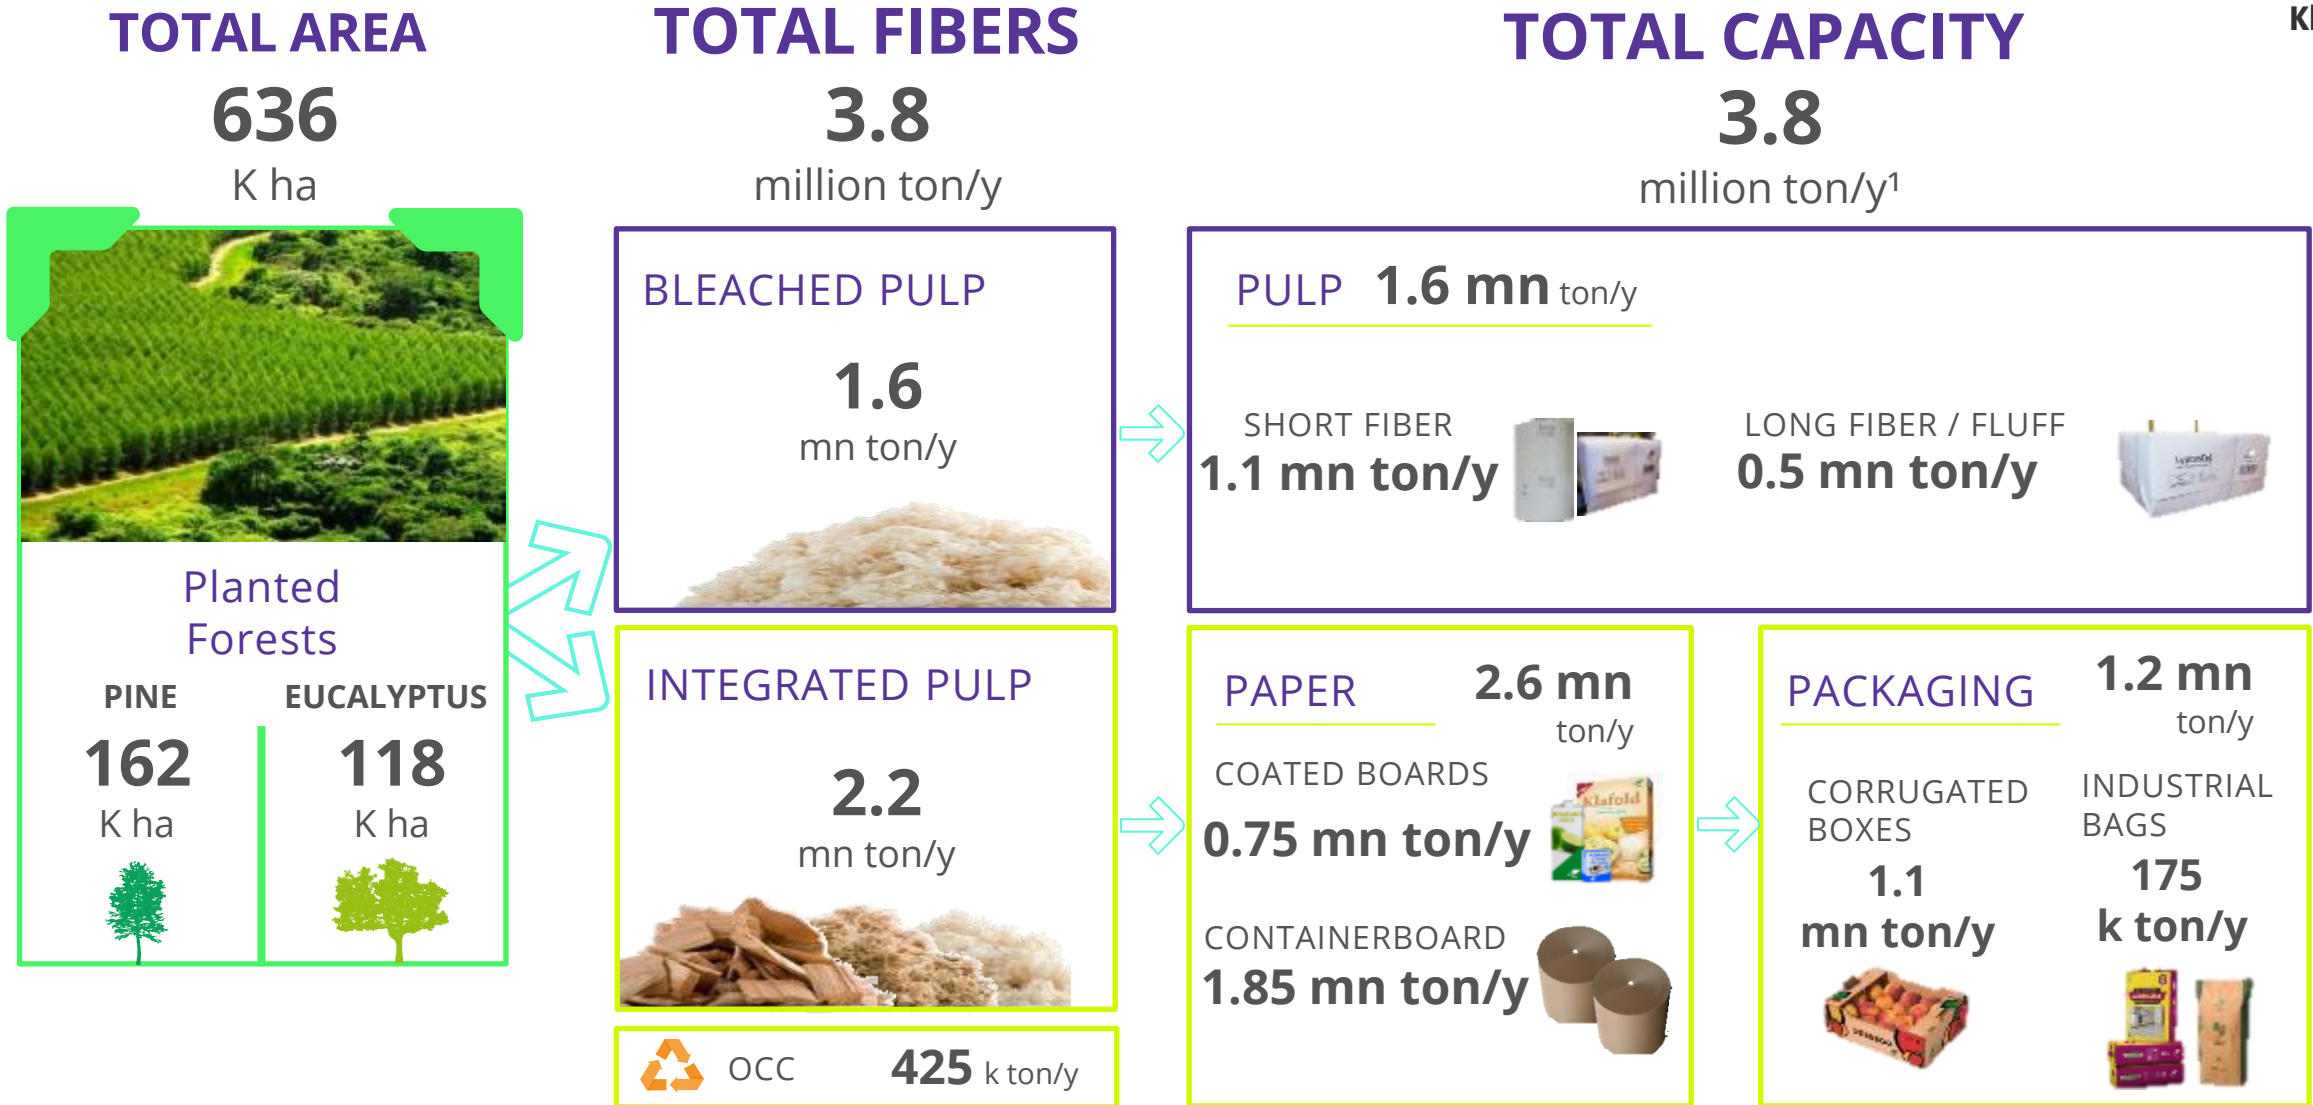 TOTAL AREA
636
K ha
Planted
Forests
PINE
162
K ha
EUCALYPTUS
118
K ha
TOTAL FIBERS
3.8
million ton/y
BLEACHED PULP
1.6
mn ton/y
INTEGRATED PULP
2.2
mn ton/y
OCC 425 k ton/y
TOTAL CAPACITY
3.8
million ton/y¹
PULP 1.6 mn ton/y
SHORT FIBER
1.1 mn ton/y
LONG FIBER / FLUFF
0.5 mn ton/y
PAPER 2.6 mn
ton/y
COATED BOARDS
0.75 mn ton/y
Klafold
CONTAINERBOARD
1.85 mn ton/y
PACKAGING 1.2 mn
ton/y
CORRUGATED
BOXES
1.1
mn ton/y
INDUSTRIAL
BAGS
175
k ton/y